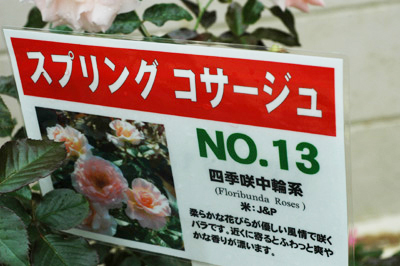 スプリング コサージュ
NO.13
四季咲中輪系
(Floribunda Roses)
米:J&P
柔らかな花びらが優しい風情で咲く
バラです。近くに寄るとふわっと爽や
かな香りが漂います。